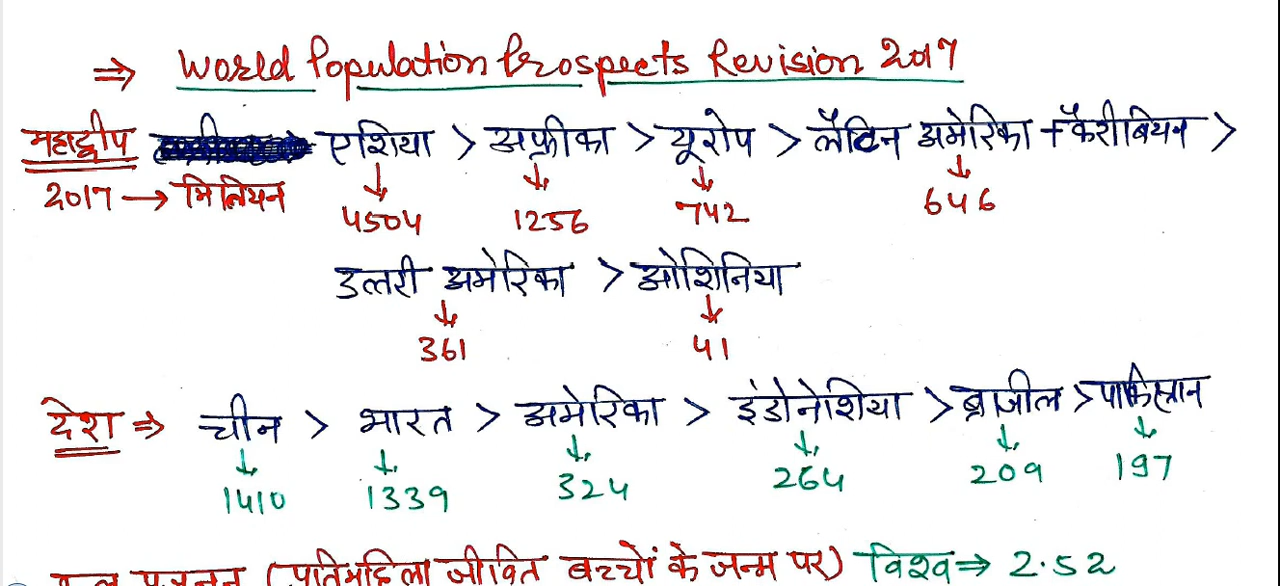 ⇒ World Population Prospects Revision 2017
महाद्वीप एशिया > अफ्रीका > यूरोप > लैटिन अमेरिका + कैरीबियन >
2017 → मिलियन ↓ 4504 ↓ 1256 ↓ 742 ↓ 646
उत्तरी अमेरिका > ओशिनिया
↓ 361 ↓ 41
देश ⇒ चीन > भारत > अमेरिका > इंडोनेशिया > ब्राजील > पाकिस्तान
↓ 1410 ↓ 1339 ↓ 324 ↓ 264 ↓ 209 ↓ 197
(प्रतिमहिला जीवित बच्चों के जन्म पर) विश्व ⇒ 2.52